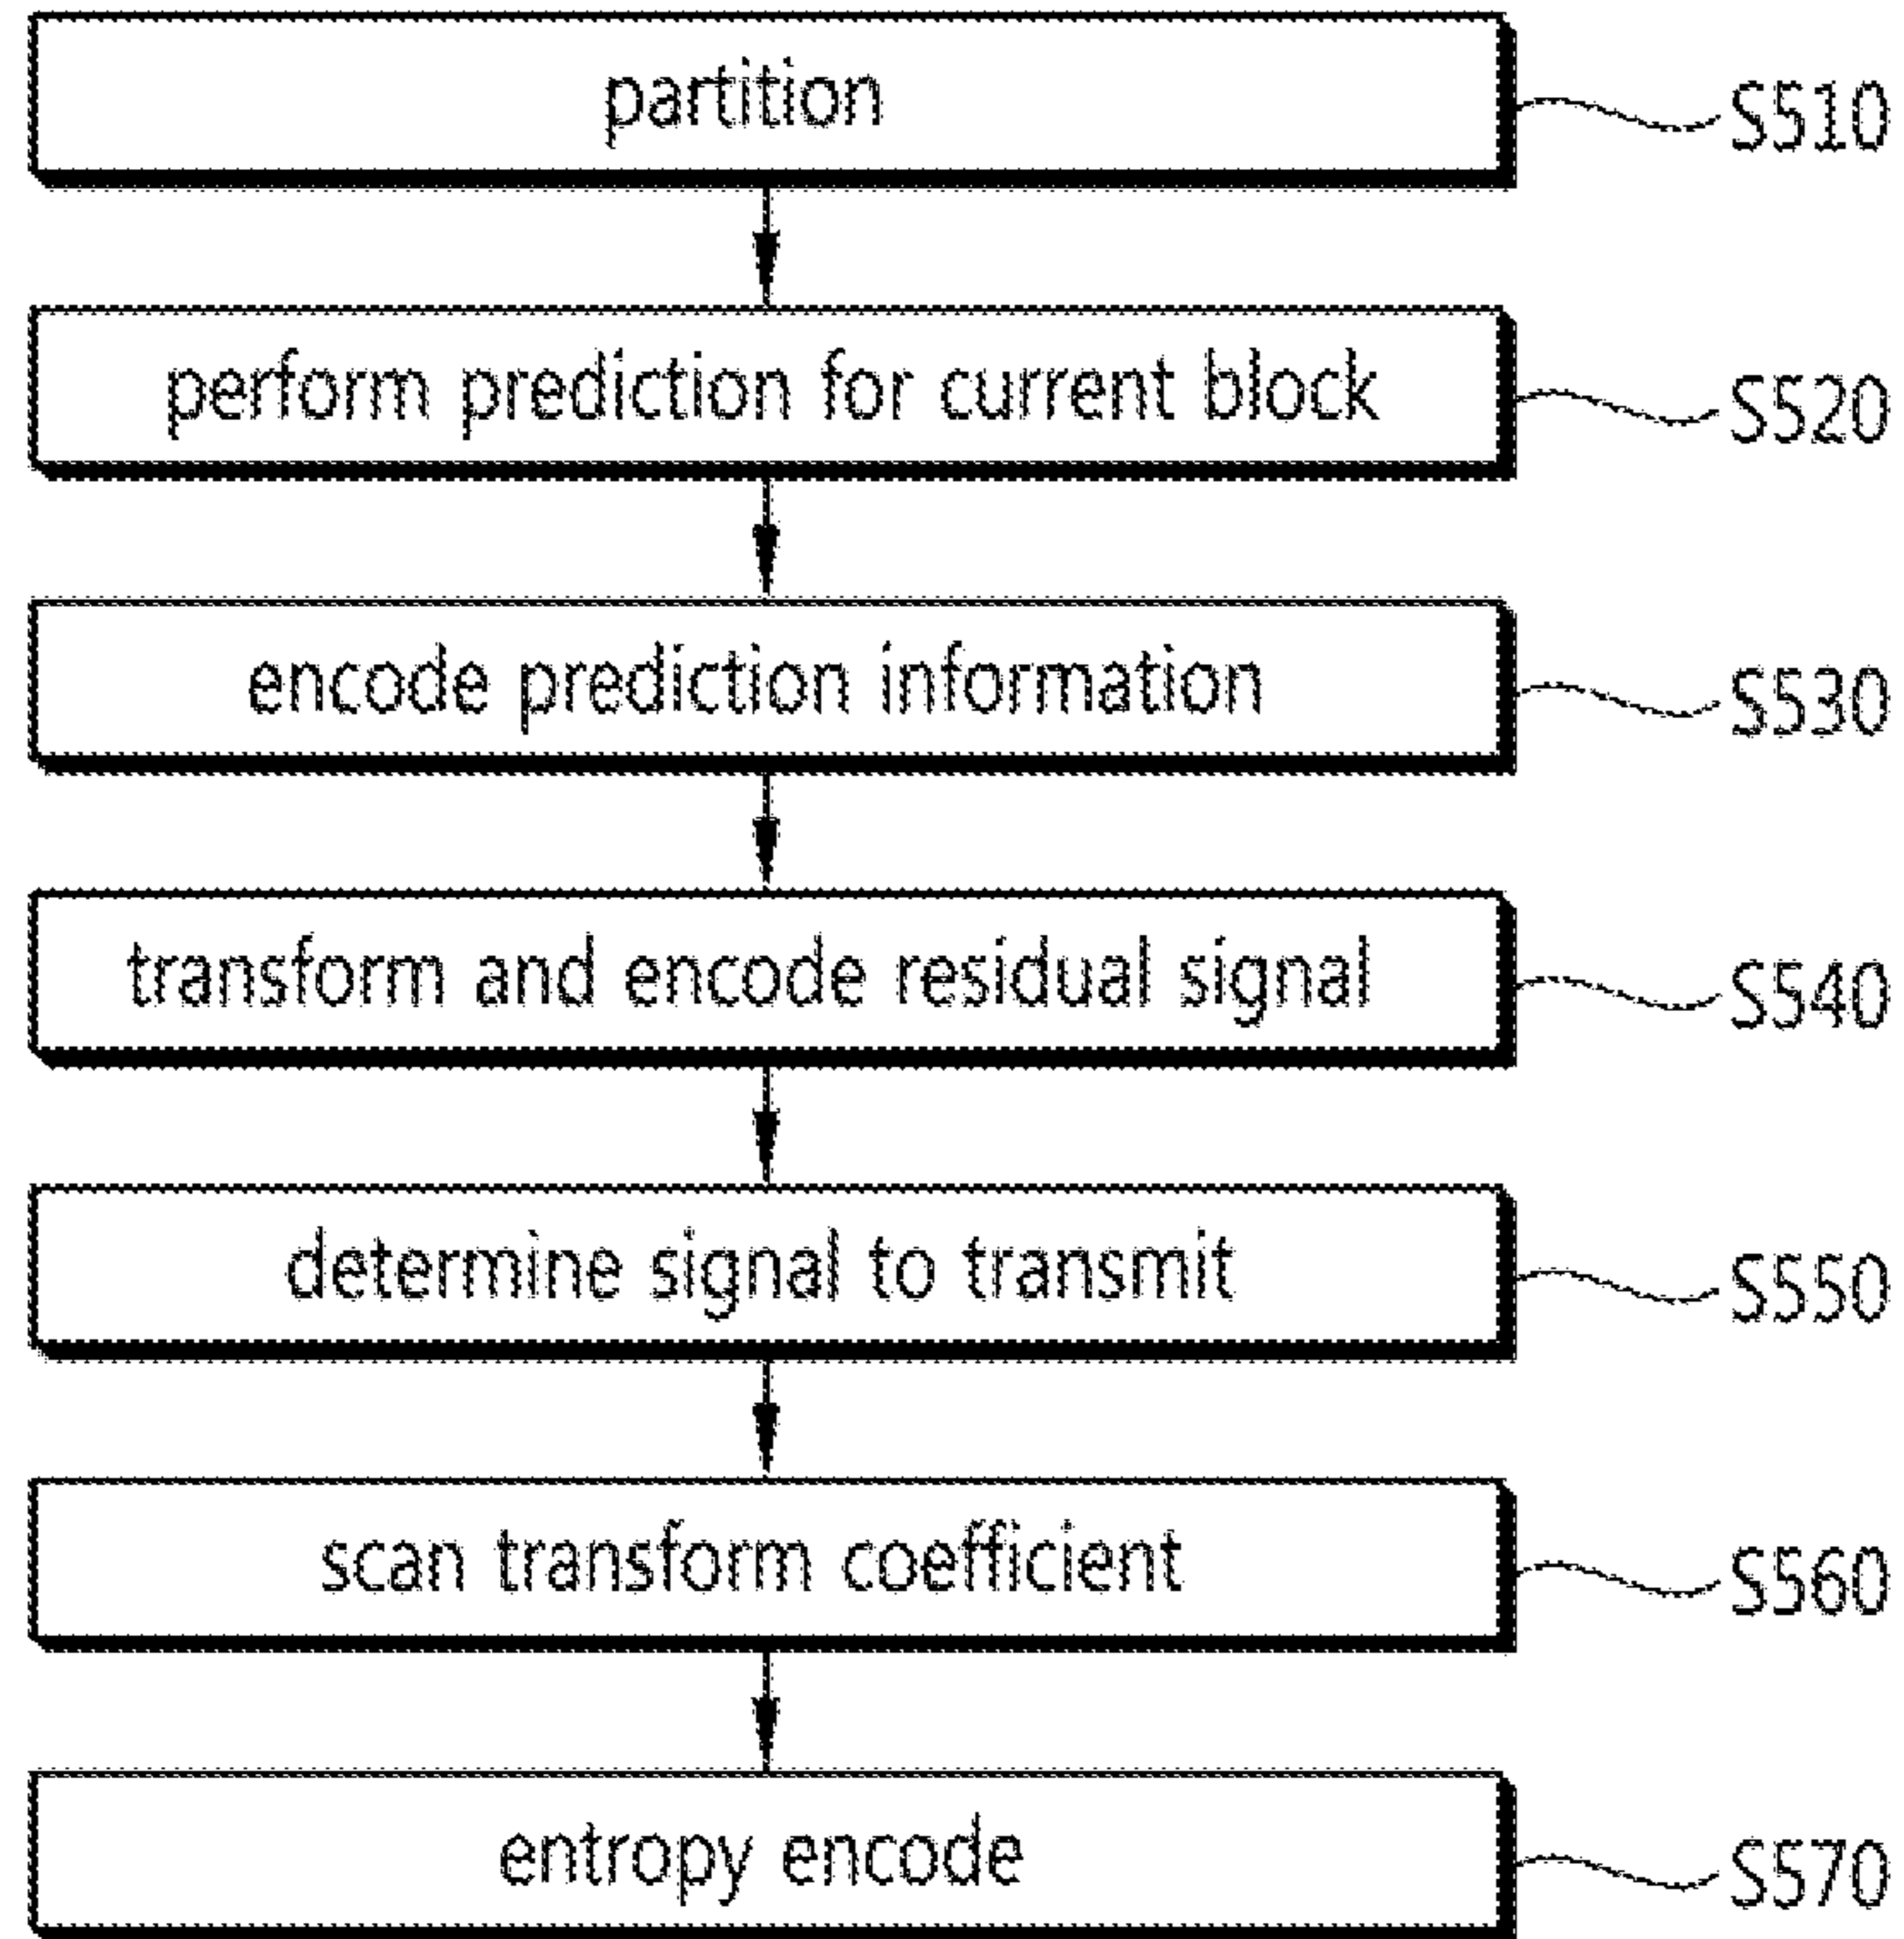 partition
S510
perform prediction for current block
S520
encode prediction information
S530
transform and encode residual signal
S540
determine signal to transmit
S550
scan transform coefficient
S560
entropy encode
S570